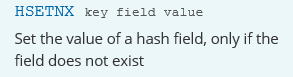 HSETNX key field value
Set the value of a hash field, only if the
field does not exist